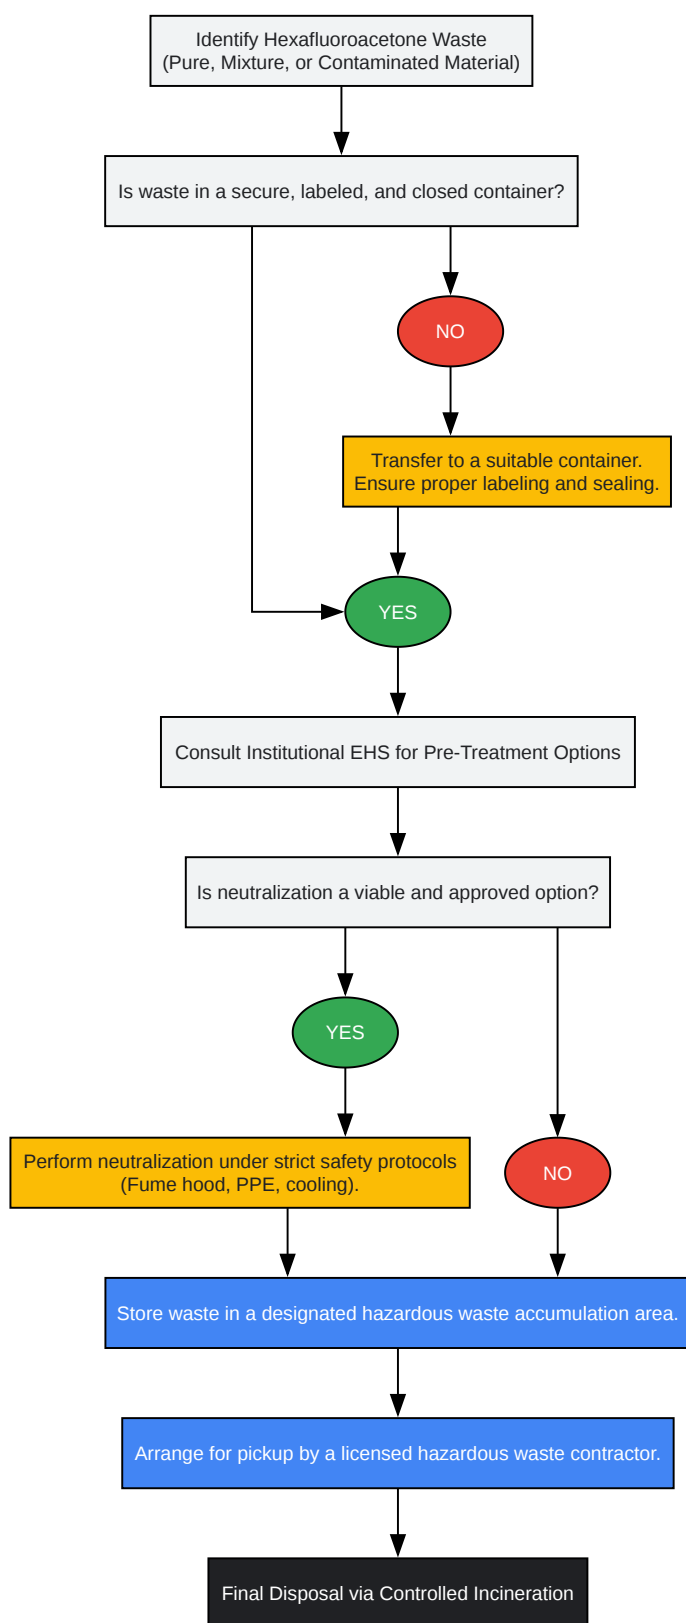 Identify Hexafluoroacetone Waste
(Pure, Mixture, or Contaminated Material)
Is waste in a secure, labeled, and closed container?
NO
Transfer to a suitable container.
Ensure proper labeling and sealing.
YES
Consult Institutional EHS for Pre-Treatment Options
Is neutralization a viable and approved option?
YES
Perform neutralization under strict safety protocols
(Fume hood, PPE, cooling).
NO
Store waste in a designated hazardous waste accumulation area.
Arrange for pickup by a licensed hazardous waste contractor.
Final Disposal via Controlled Incineration